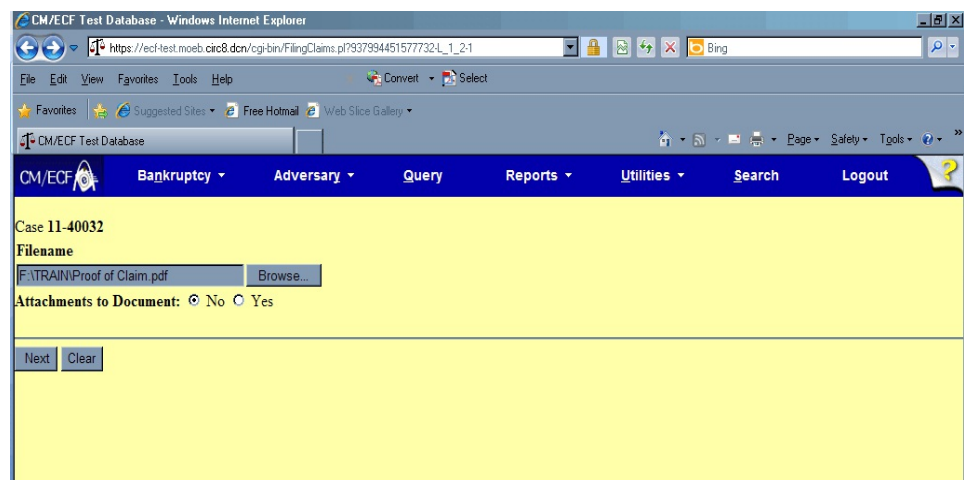 CM/ECF Test Database - Windows Internet Explorer
https://ecf-test.moeb.circ8.dcn/cgi-bin/FilingClaims.pl?937994451577732-L_1_2-1
Bing
File Edit View Favorites Tools Help Convert Select
Favorites Suggested Sites Free Hotmail Web Slice Gallery
CM/ECF Test Database Page Safety Tools »
CM/ECF Bankruptcy Adversary Query Reports Utilities Search Logout ?
Case 11-40032
Filename
F:\TRAIN\Proof of Claim.pdf Browse...
Attachments to Document: No Yes
Next Clear